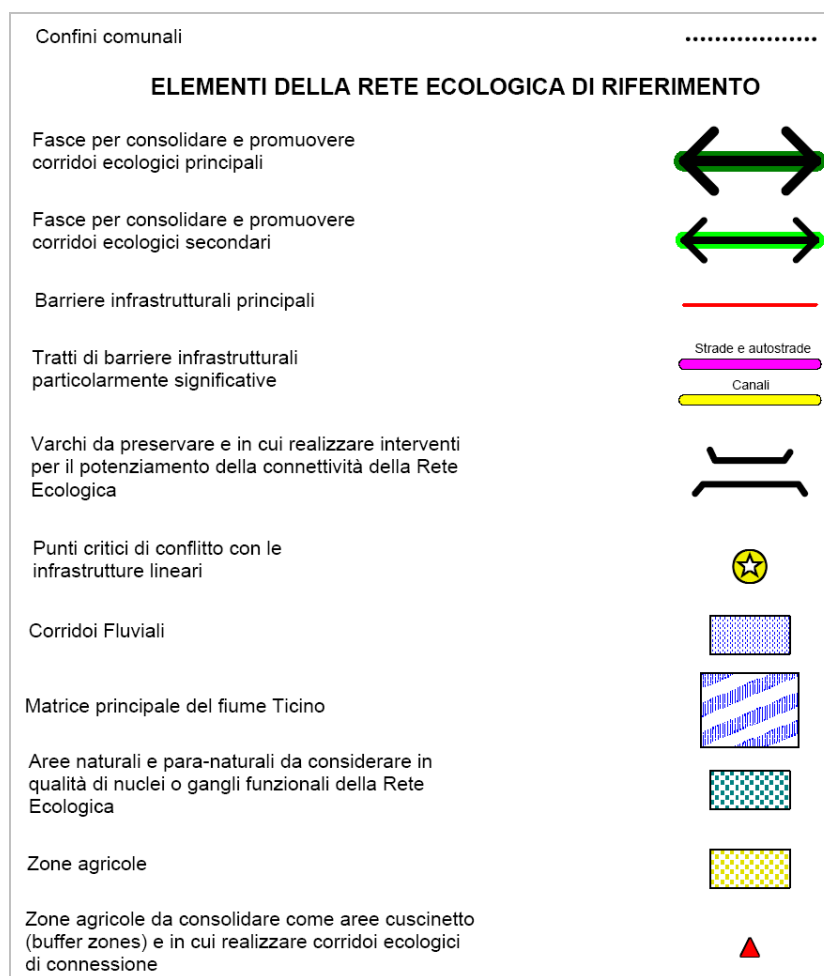 Confini comunali
ELEMENTI DELLA RETE ECOLOGICA DI RIFERIMENTO
Fasce per consolidare e promuovere
corridoi ecologici principali
Fasce per consolidare e promuovere
corridoi ecologici secondari
Barriere infrastrutturali principali
Tratti di barriere infrastrutturali
particolarmente significative
Strade e autostrade
Canali
Varchi da preservare e in cui realizzare interventi
per il potenziamento della connettività della Rete
Ecologica
Punti critici di conflitto con le
infrastrutture lineari
Corridoi Fluviali
Matrice principale del fiume Ticino
Aree naturali e para-naturali da considerare in
qualità di nuclei o gangli funzionali della Rete
Ecologica
Zone agricole
Zone agricole da consolidare come aree cuscinetto
(buffer zones) e in cui realizzare corridoi ecologici
di connessione